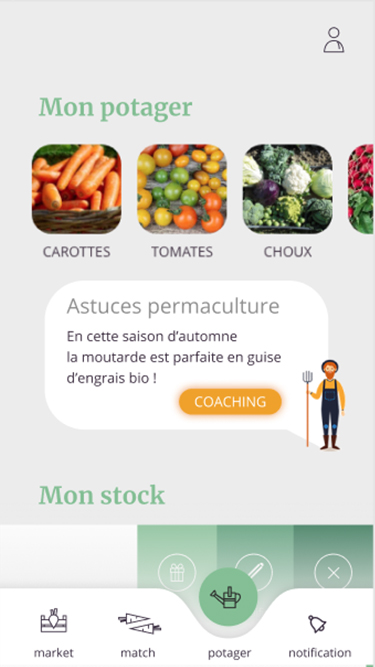 Mon potager
CAROTTES
TOMATES
CHOUX
Astuces permaculture
En cette saison d’automne
la moutarde est parfaite en guise
d’engrais bio !
COACHING
Mon stock
market
match
potager
notification